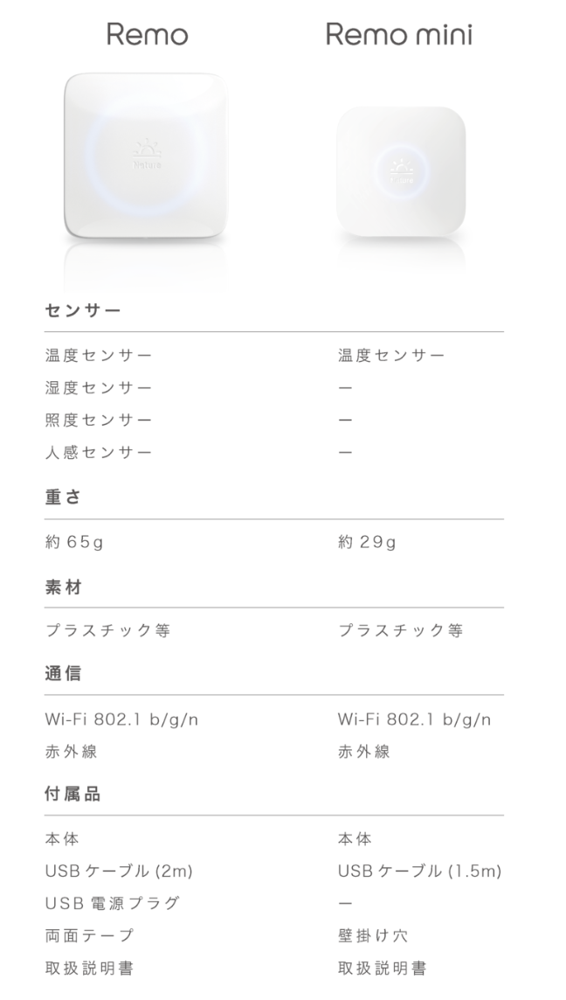 Remo Remo mini
Nature Nature
センサー
温度センサー 温度センサー
湿度センサー —
照度センサー —
人感センサー —
重さ
約 65g 約 29g
素材
プラスチック等 プラスチック等
通信
Wi-Fi 802.1 b/g/n Wi-Fi 802.1 b/g/n
赤外線 赤外線
付属品
本体 本体
USB ケーブル (2m) USB ケーブル (1.5m)
USB 電源プラグ —
両面テープ 壁掛け穴
取扱説明書 取扱説明書